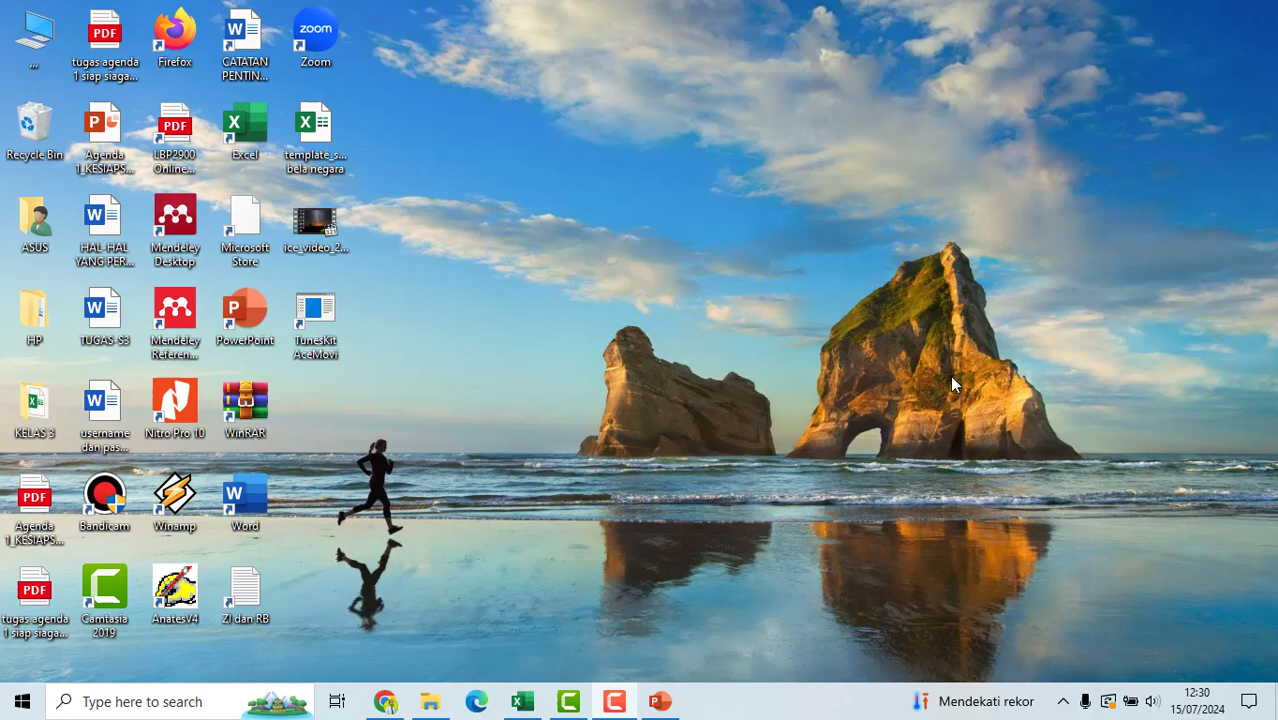 ...
PDF
tugas agenda
1 siap siaga...
Firefox
CATATAN
PENTIN...
zoom
Zoom
Recycle Bin
Agenda
1_KESIAPS...
PDF
LBP2900
Online...
Excel
template_s...
bela negara
ASUS
HAL-HAL
YANG PER...
Mendeley
Desktop
Microsoft
Store
ice_video_2...
HP
TUGAS-S3
Mendeley
Referen...
PowerPoint
TunesKit
AceMovi
KELAS 3
username
dan pas...
Nitro Pro 10
WinRAR
PDF
Agenda
1_KESIAPS...
Bandicam
Winamp
Word
PDF
tugas agenda
1 siap siaga...
Camtasia
2019
AnatesV4
ZI dan RB
Type here to search
Mendekati rekor
12:30
15/07/2024